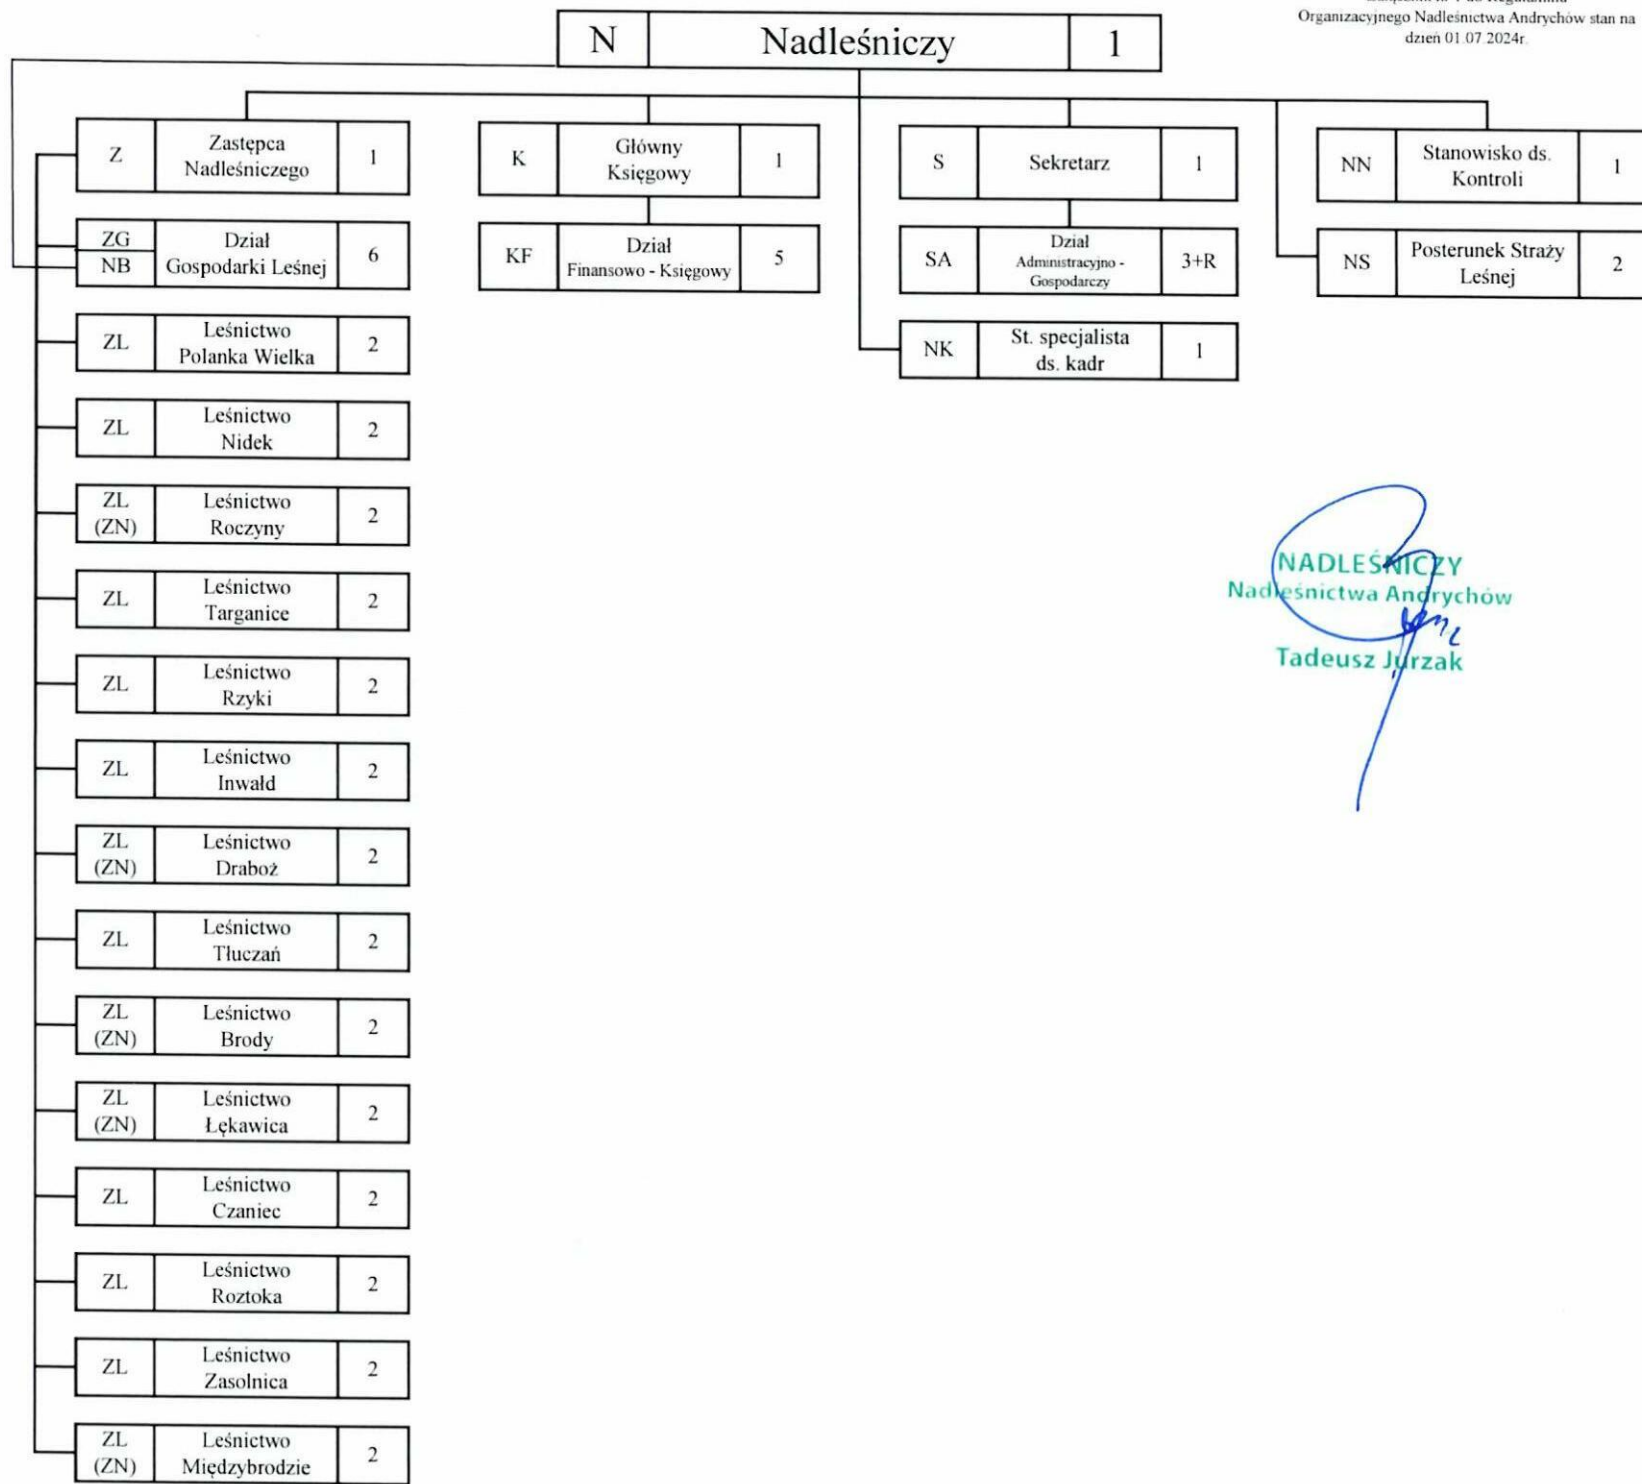 Organizacyjnego Nadleśnictwa Andrychów stan na
dzień 01.07.2024r.
N Nadleśniczy 1
Z Zastępca Nadleśniczego 1
K Główny Księgowy 1
S Sekretarz 1
NN Stanowisko ds. Kontroli 1
ZG NB Dział Gospodarki Leśnej 6
KF Dział Finansowo - Księgowy 5
SA Dział Administracyjno - Gospodarczy 3+R
NS Posterunek Straży Leśnej 2
NK St. specjalista ds. kadr 1
ZL Leśnictwo Polanka Wielka 2
ZL Leśnictwo Nidek 2
ZL (ZN) Leśnictwo Roczyny 2
ZL Leśnictwo Targanice 2
ZL Leśnictwo Rzyki 2
ZL Leśnictwo Inwałd 2
ZL (ZN) Leśnictwo Draboż 2
ZL Leśnictwo Tłuczań 2
ZL (ZN) Leśnictwo Brody 2
ZL (ZN) Leśnictwo Łękawica 2
ZL Leśnictwo Czaniec 2
ZL Leśnictwo Roztoka 2
ZL Leśnictwo Zasolnica 2
ZL (ZN) Leśnictwo Międzybrodzie 2
NADLEŚNICZY
Nadleśnictwa Andrychów
Tadeusz Jurzak